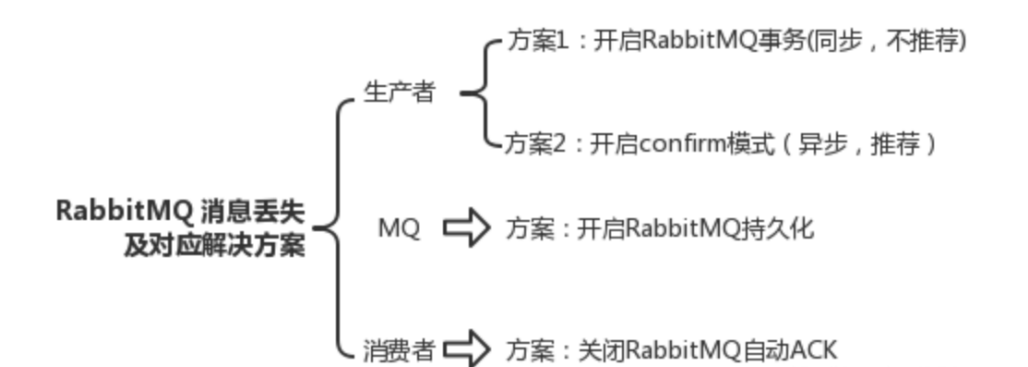 方案1：开启RabbitMQ事务(同步，不推荐)
生产者
方案2：开启confirm模式（异步，推荐）
RabbitMQ 消息丢失
及对应解决方案
MQ
方案：开启RabbitMQ持久化
消费者
方案：关闭RabbitMQ自动ACK